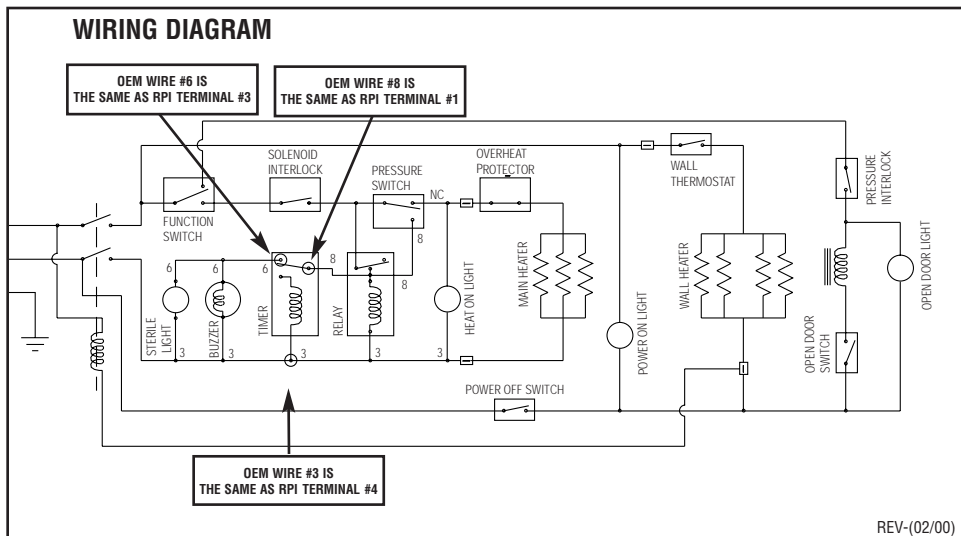 WIRING DIAGRAM
OEM WIRE #6 IS
THE SAME AS RPI TERMINAL #3
OEM WIRE #8 IS
THE SAME AS RPI TERMINAL #1
SOLENOID
INTERLOCK
PRESSURE
SWITCH
NC
OVERHEAT
PROTECTOR
WALL
THERMOSTAT
PRESSURE
INTERLOCK
FUNCTION
SWITCH
8
6
6
6
8
8
STERILE
LIGHT
BUZZER
TIMER
RELAY
HEAT ON LIGHT
MAIN HEATER
POWER ON LIGHT
WALL HEATER
OPEN DOOR
SWITCH
OPEN DOOR LIGHT
3
3
3
3
3
POWER OFF SWITCH
OEM WIRE #3 IS
THE SAME AS RPI TERMINAL #4
REV-(02/00)